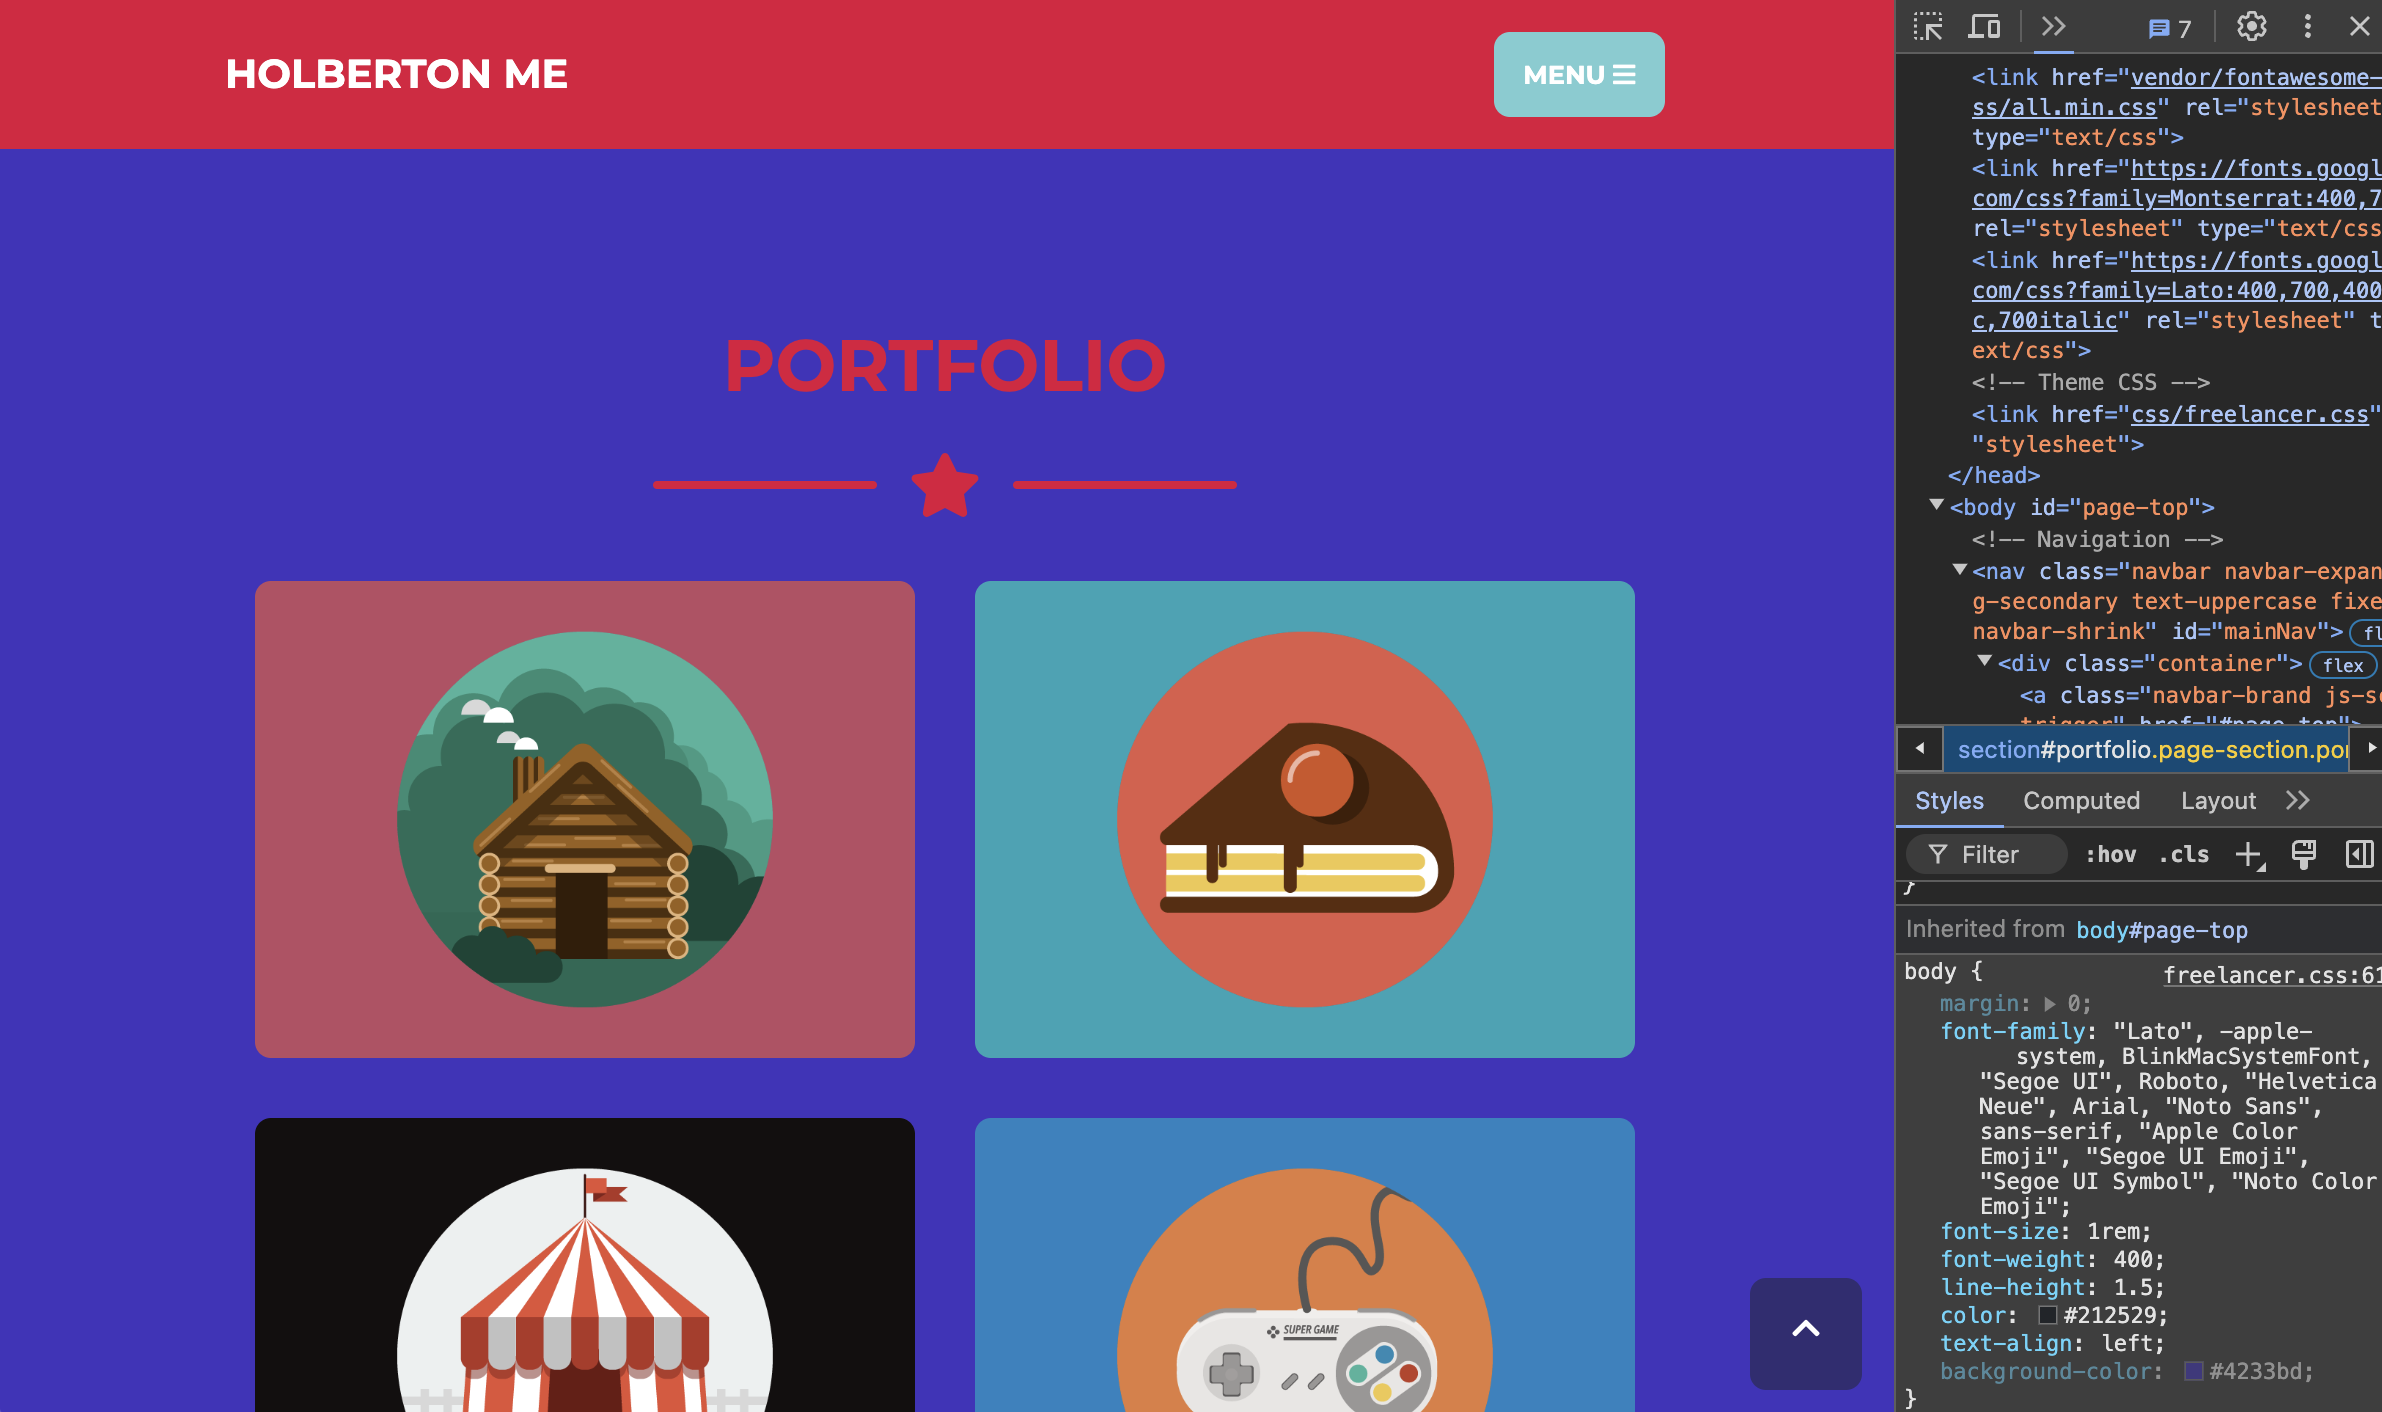 HOLBERTON ME
MENU
PORTFOLIO
SUPER GAME
7
<link href="vendor/fontawesome-
ss/all.min.css" rel="stylesheet
type="text/css">
<link href="https://fonts.googl
com/css?family=Montserrat:400,7
rel="stylesheet" type="text/css
<link href="https://fonts.googl
com/css?family=Lato:400,700,400
c,700italic" rel="stylesheet" t
ext/css">
<!-- Theme CSS -->
<link href="css/freelancer.css"
"stylesheet">
</head>
<body id="page-top">
<!-- Navigation -->
<nav class="navbar navbar-expan
g-secondary text-uppercase fixe
navbar-shrink" id="mainNav"> fl
<div class="container"> flex
<a class="navbar-brand js-s
trigger" href="#page-top">
section#portfolio.page-section.por
Styles Computed Layout
Filter :hov .cls
}
Inherited from body#page-top
body { freelancer.css:61
margin: 0;
font-family: "Lato", -apple-
system, BlinkMacSystemFont,
"Segoe UI", Roboto, "Helvetica
Neue", Arial, "Noto Sans",
sans-serif, "Apple Color
Emoji", "Segoe UI Emoji",
"Segoe UI Symbol", "Noto Color
Emoji";
font-size: 1rem;
font-weight: 400;
line-height: 1.5;
color: #212529;
text-align: left;
background-color: #4233bd;
}